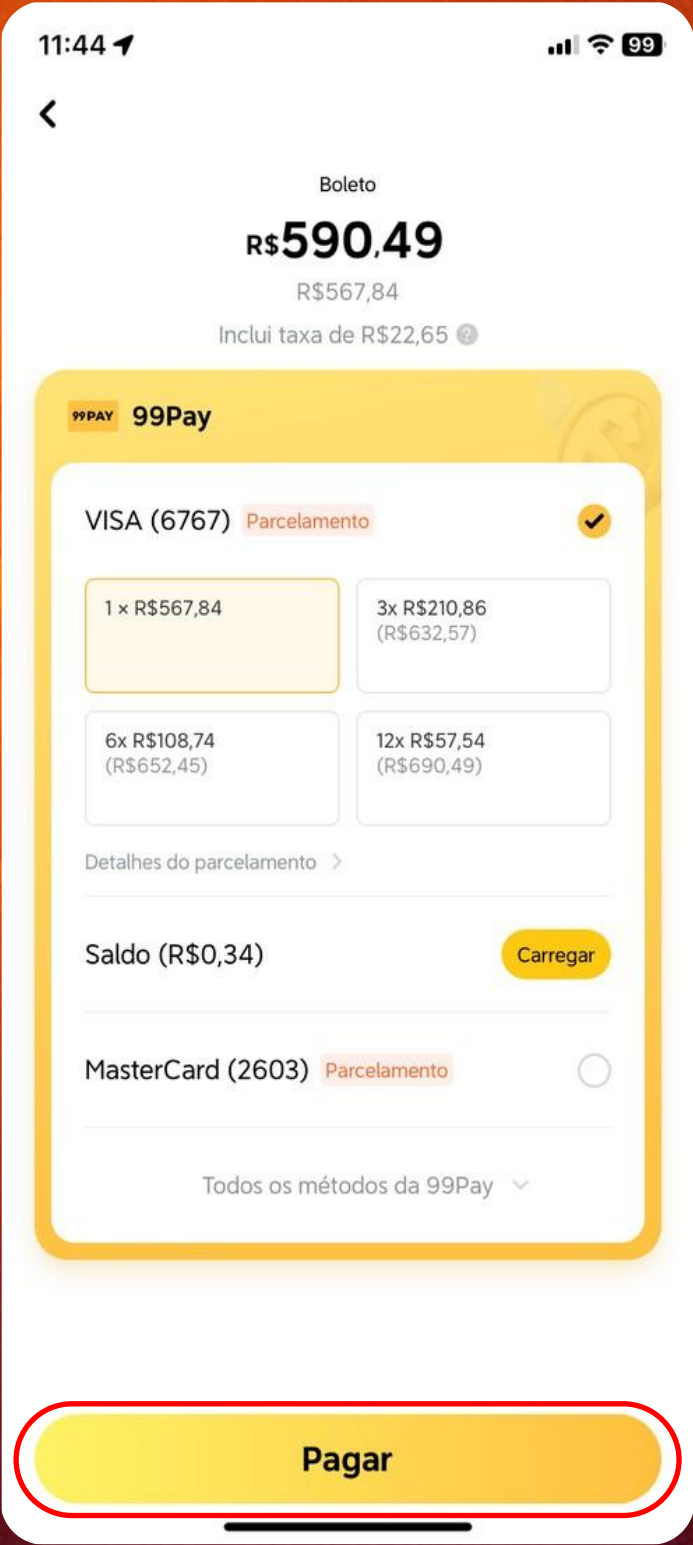 11:44
99
Boleto
R$590,49
R$567,84
Inclui taxa de R$22,65 ?
99PAY 99Pay
VISA (6767) Parcelamento
1 × R$567,84
3x R$210,86
(R$632,57)
6x R$108,74
(R$652,45)
12x R$57,54
(R$690,49)
Detalhes do parcelamento >
Saldo (R$0,34) Carregar
MasterCard (2603) Parcelamento
Todos os métodos da 99Pay
Pagar